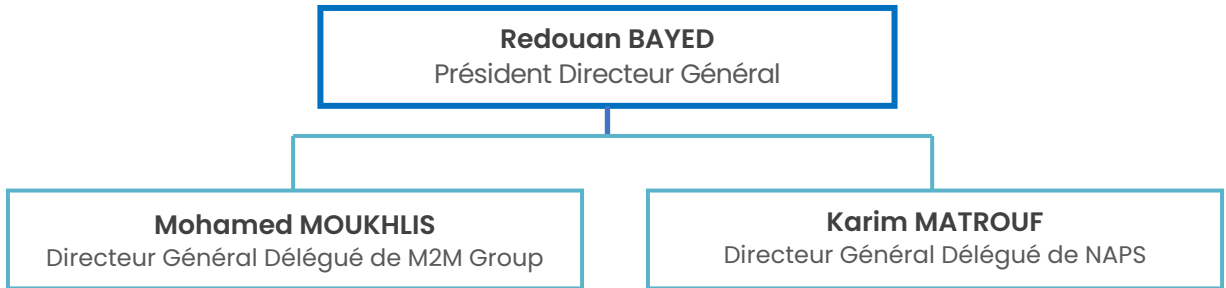 Redouan BAYED
Président Directeur Général
Mohamed MOUKHLIS
Directeur Général Délégué de M2M Group
Karim MATROUF
Directeur Général Délégué de NAPS